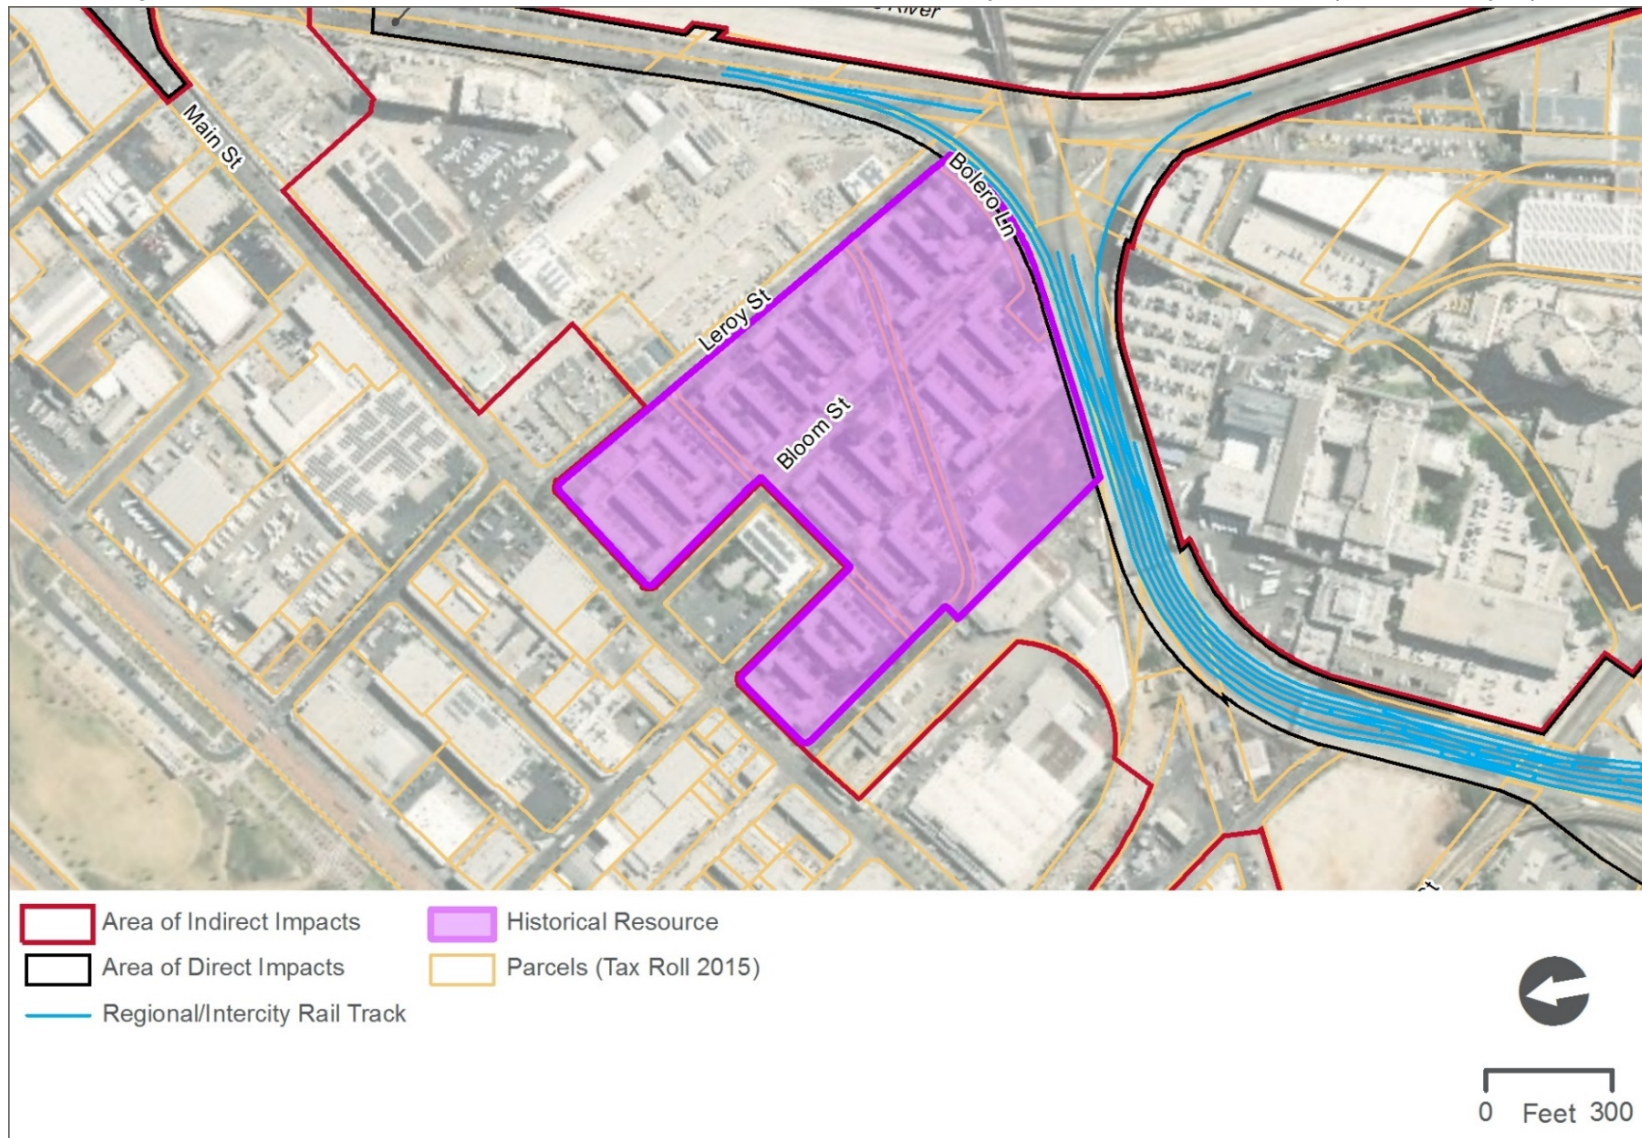 River
Main St
Bolero Ln
Leroy St
Bloom St
St
Area of Indirect Impacts
Historical Resource
Area of Direct Impacts
Parcels (Tax Roll 2015)
Regional/Intercity Rail Track
0 Feet 300